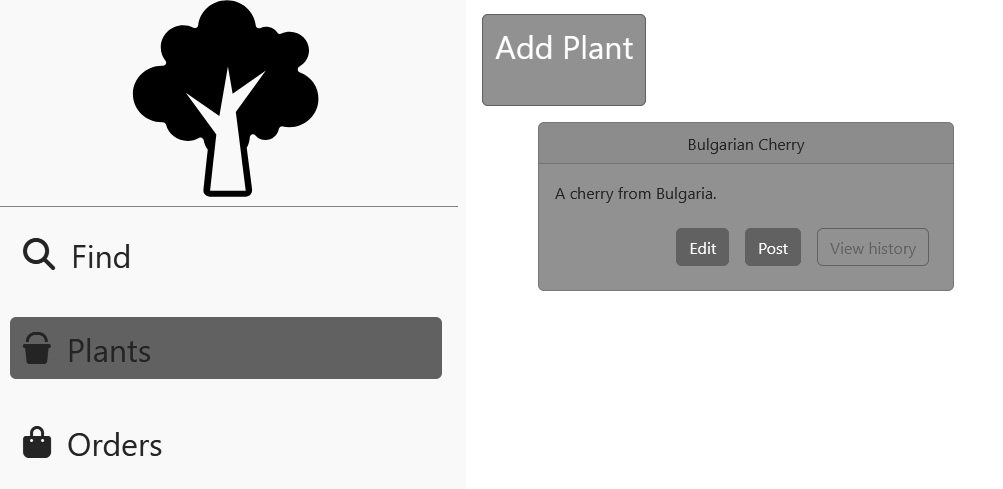 Find
Plants
Orders
Add Plant
Bulgarian Cherry
A cherry from Bulgaria.
Edit
Post
View history